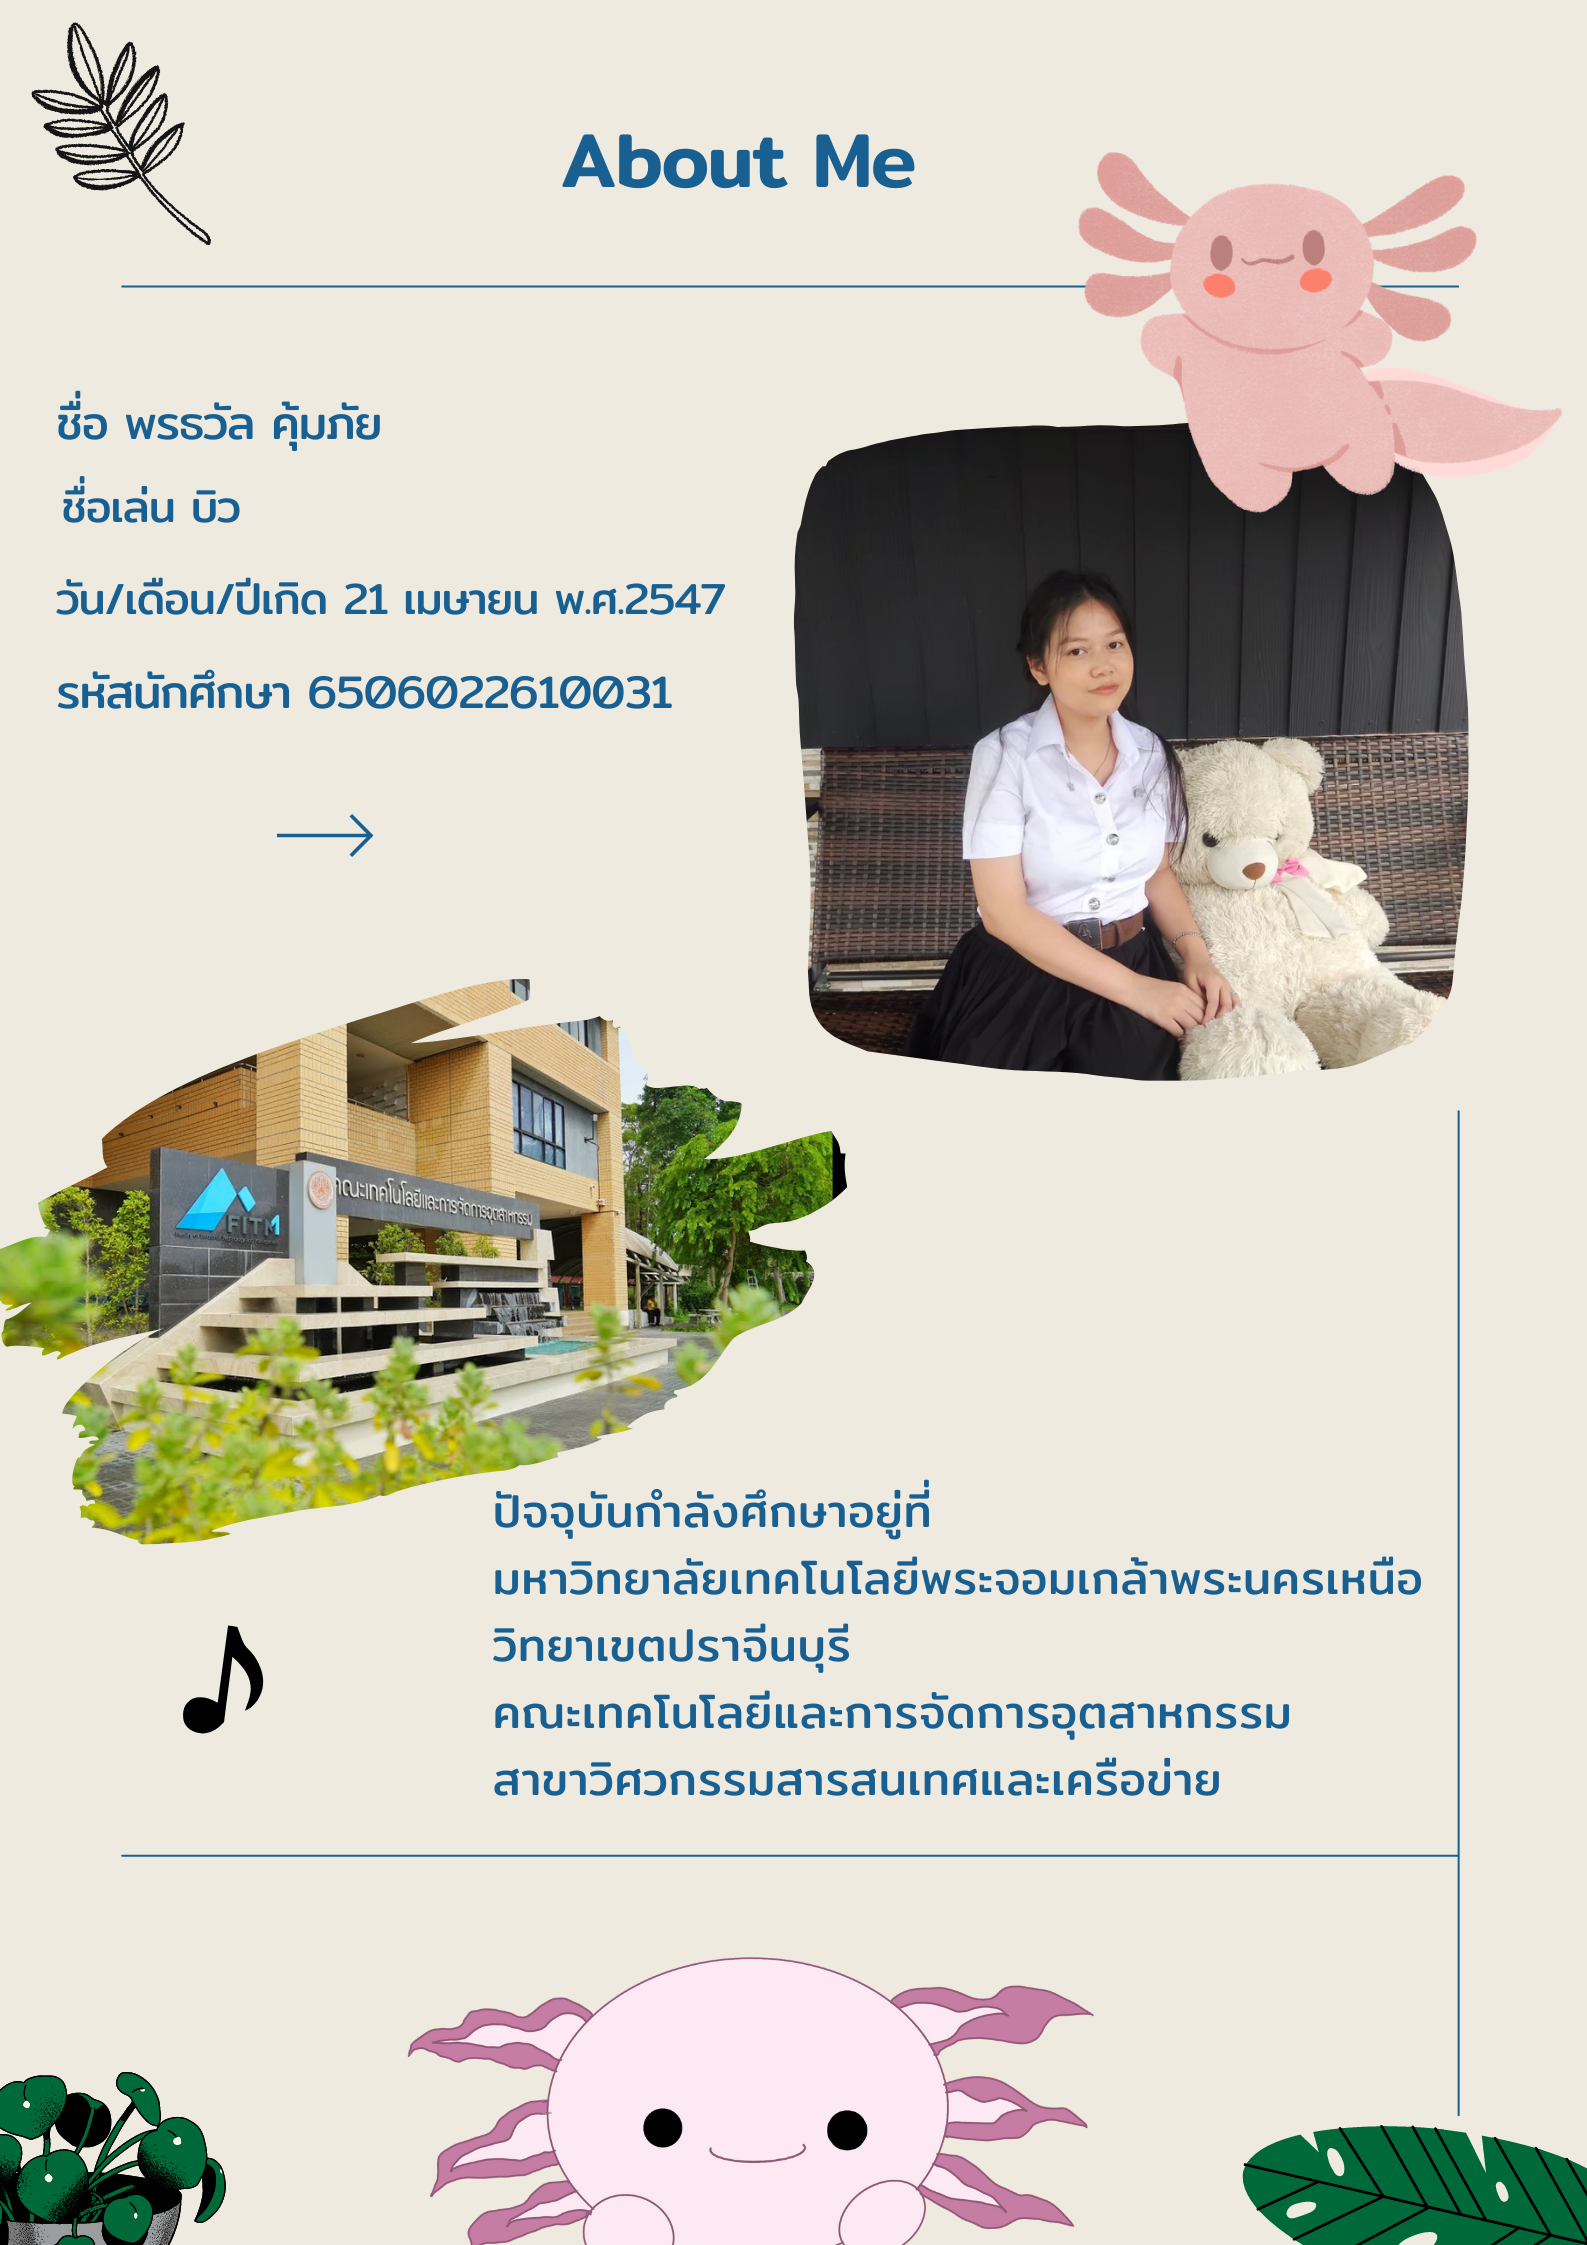 About Me
ชื่อ พรธวัล คุ้มภัย
ชื่อเล่น บิว
วัน/เดือน/ปีเกิด 21 เมษายน พ.ศ.2547
รหัสนักศึกษา 6506022610031
คณะเทคโนโลยีและการจัดการอุตสาหกรรม
FITM
ปัจจุบันกำลังศึกษาอยู่ที่
มหาวิทยาลัยเทคโนโลยีพระจอมเกล้าพระนครเหนือ
วิทยาเขตปราจีนบุรี
คณะเทคโนโลยีและการจัดการอุตสาหกรรม
สาขาวิศวกรรมสารสนเทศและเครือข่าย